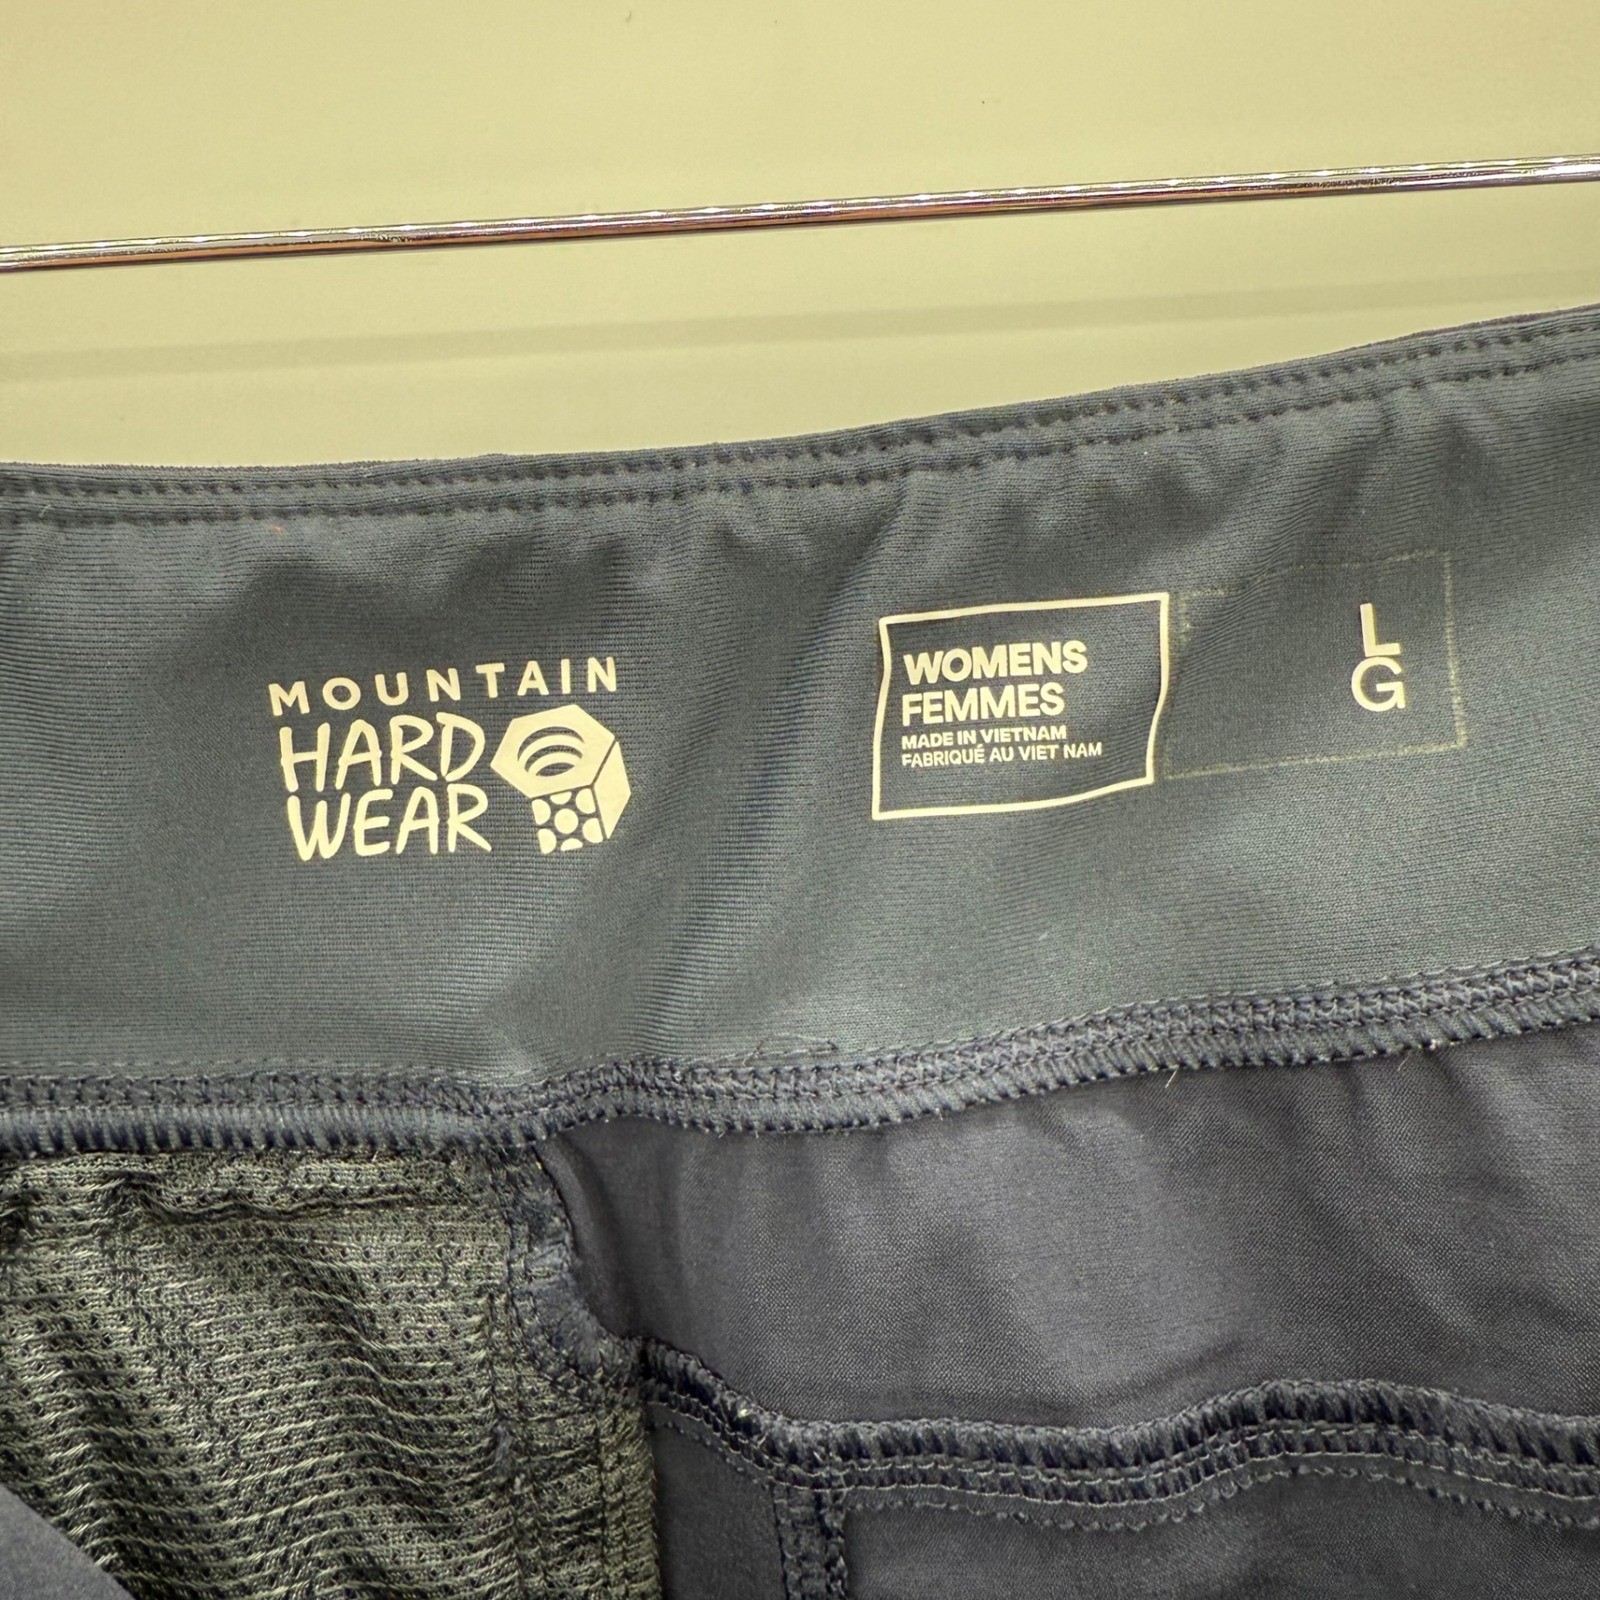 MOUNTAIN
HARD
WEAR
WOMENS
FEMMES
MADE IN VIETNAM
FABRIQUÉ AU VIET NAM
L
G